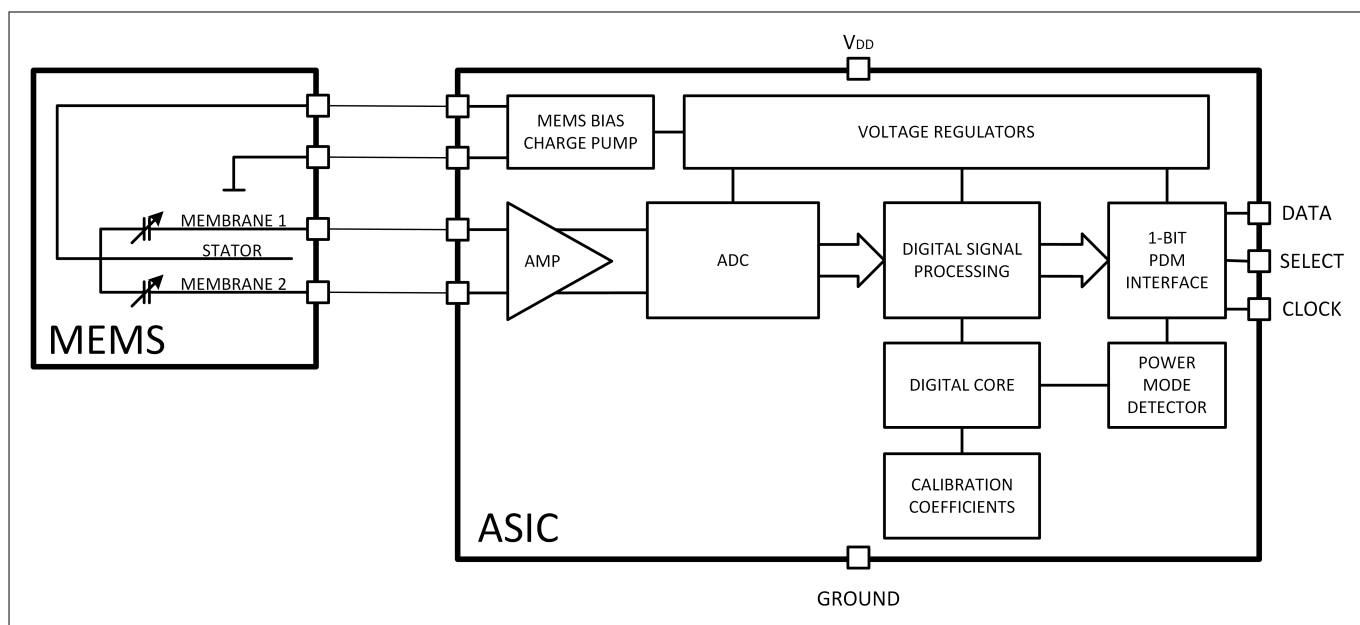 VDD
MEMS BIAS
CHARGE PUMP
VOLTAGE REGULATORS
MEMBRANE 1
STATOR
MEMBRANE 2
MEMS
AMP
ADC
DIGITAL SIGNAL
PROCESSING
1-BIT
PDM
INTERFACE
DATA
SELECT
CLOCK
DIGITAL CORE
POWER
MODE
DETECTOR
CALIBRATION
COEFFICIENTS
ASIC
GROUND